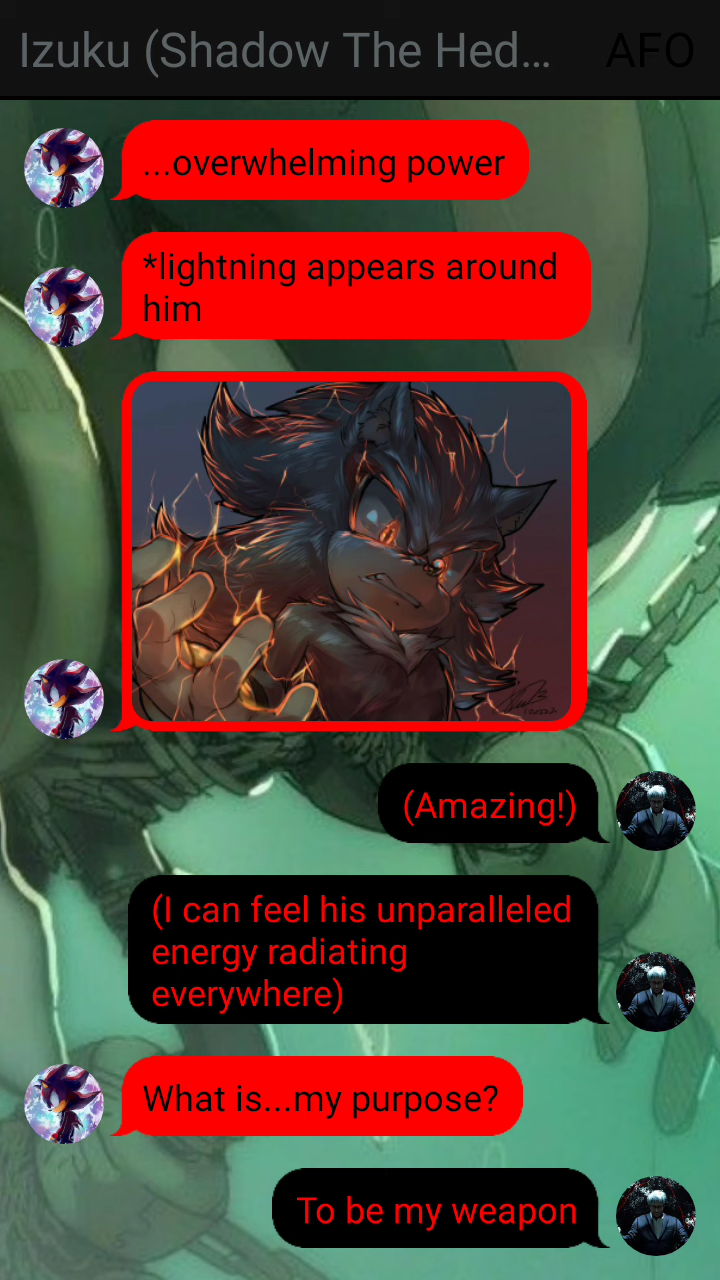 Izuku (Shadow The Hed...
AFO
...overwhelming power
*lightning appears around
him
(Amazing!)
(I can feel his unparalleled
energy radiating
everywhere)
What is...my purpose?
To be my weapon